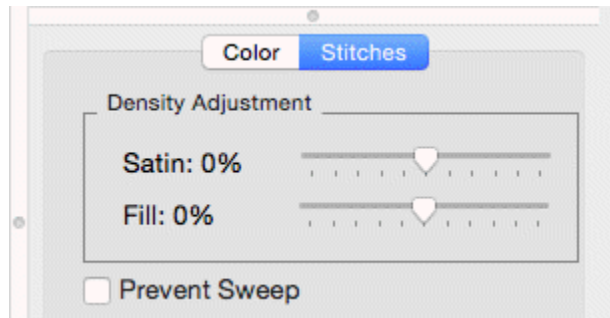 Color Stitches
Density Adjustment
Satin: 0%
Fill: 0%
Prevent Sweep